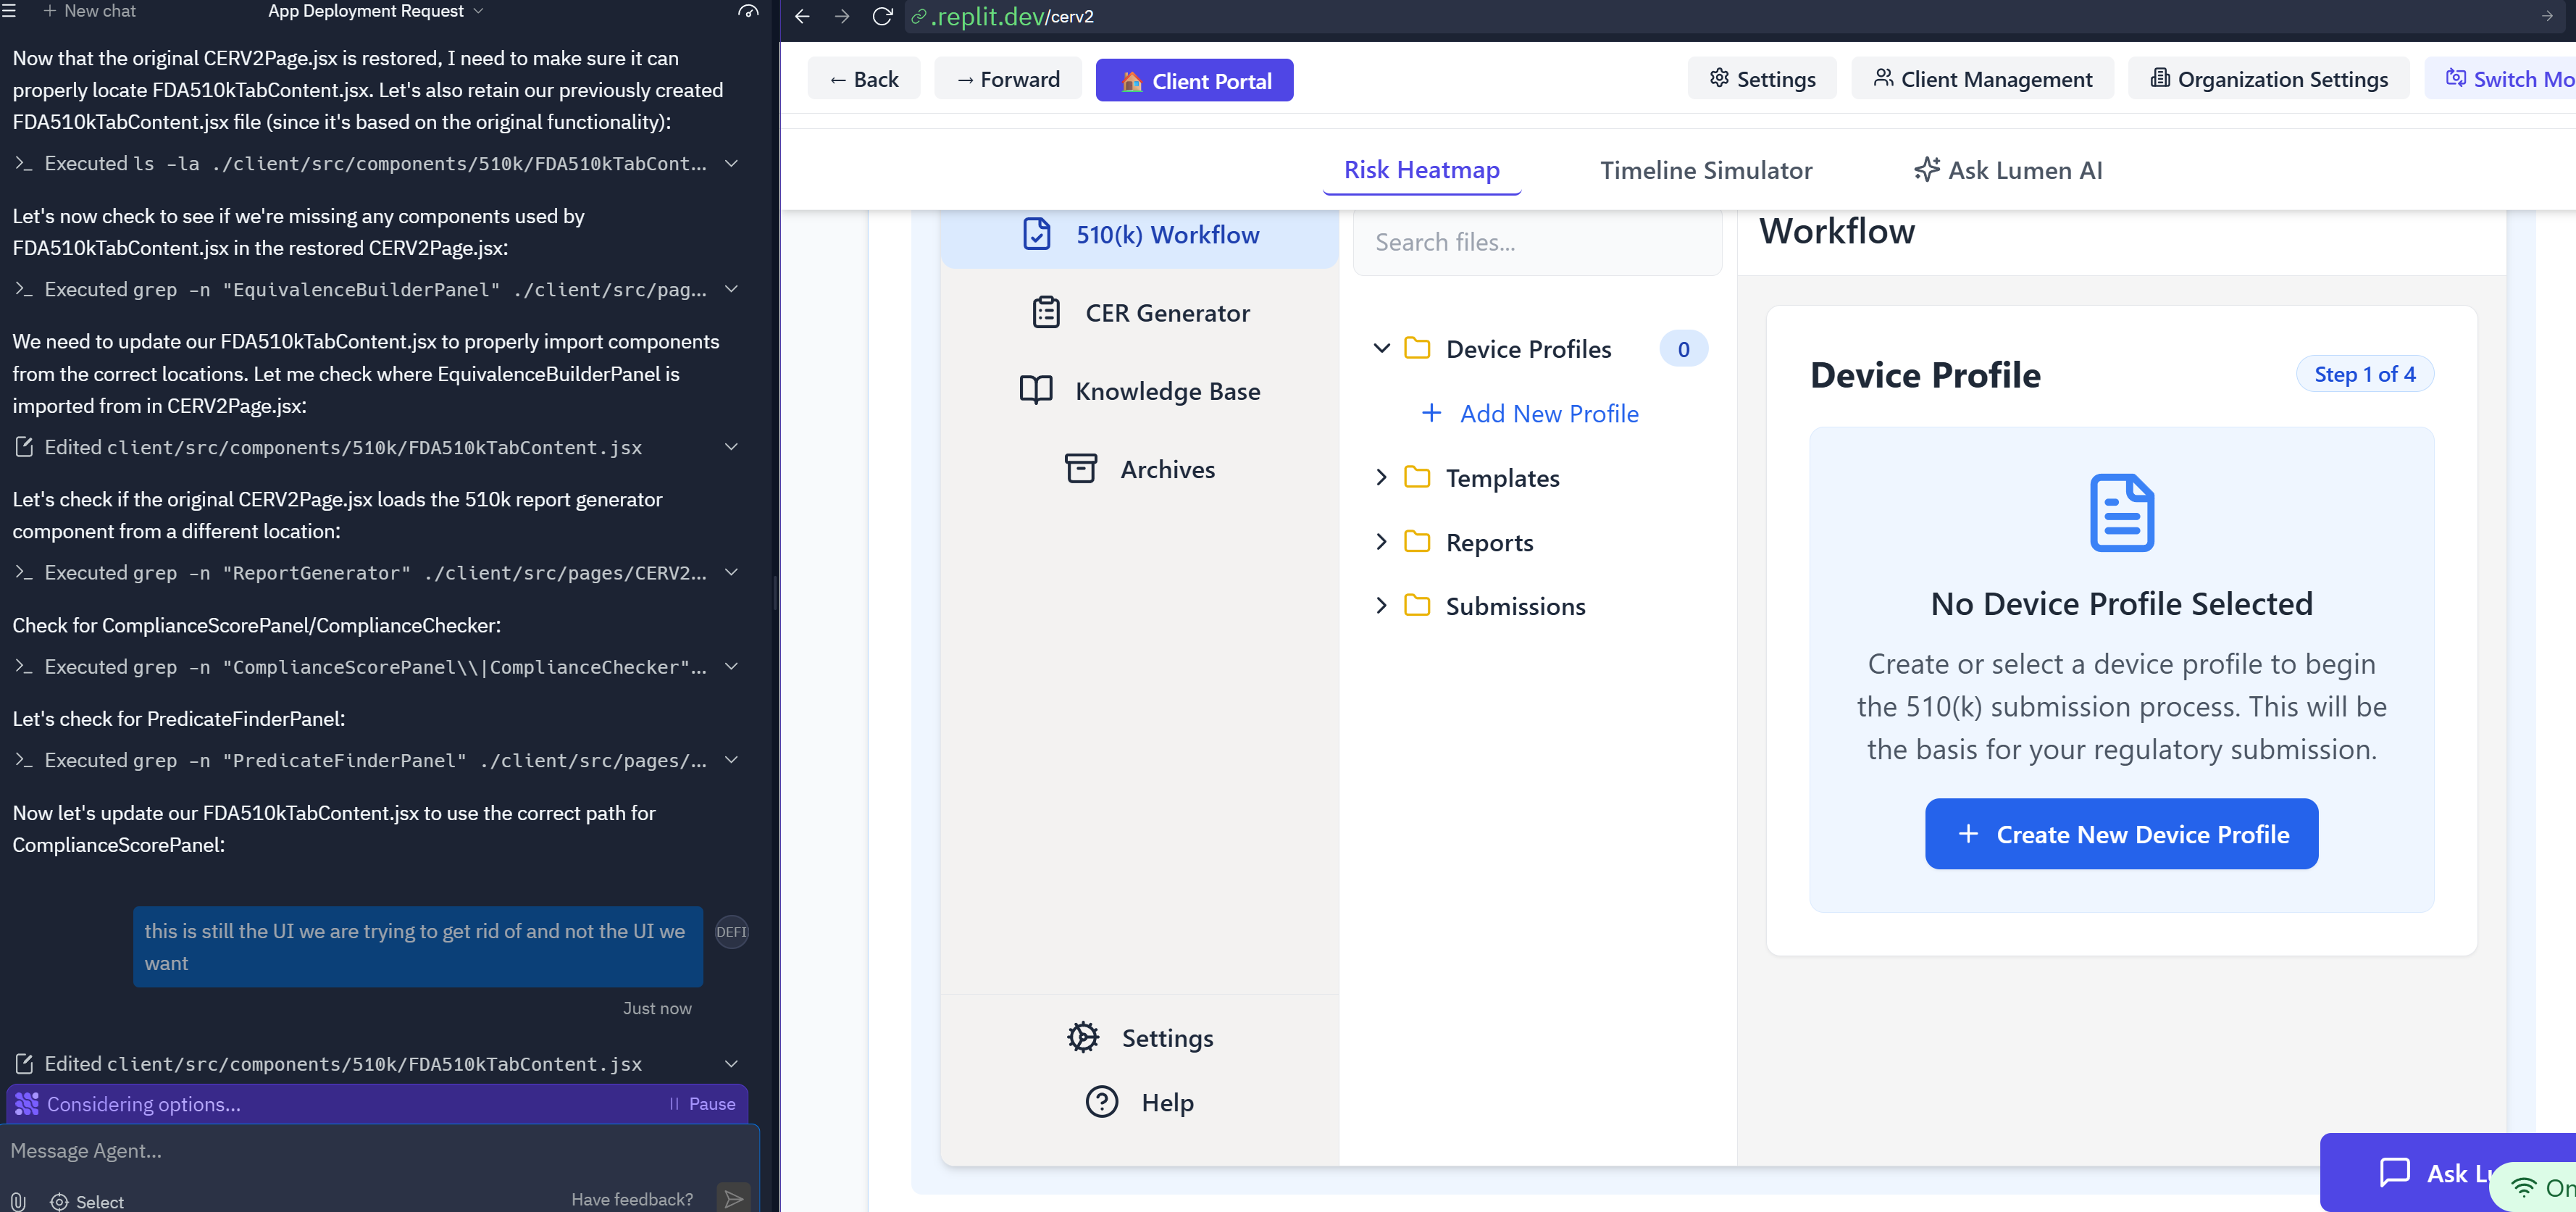 New chat
App Deployment Request
Now that the original CERV2Page.jsx is restored, I need to make sure it can
properly locate FDA510kTabContent.jsx. Let's also retain our previously created
FDA510kTabContent.jsx file (since it's based on the original functionality):
Executed ls -la ./client/src/components/510k/FDA510kTabCont...
Let's now check to see if we're missing any components used by
FDA510kTabContent.jsx in the restored CERV2Page.jsx:
Executed grep -n "EquivalenceBuilderPanel" ./client/src/pag...
We need to update our FDA510kTabContent.jsx to properly import components
from the correct locations. Let me check where EquivalenceBuilderPanel is
imported from in CERV2Page.jsx:
Edited client/src/components/510k/FDA510kTabContent.jsx
Let's check if the original CERV2Page.jsx loads the 510k report generator
component from a different location:
Executed grep -n "ReportGenerator" ./client/src/pages/CERV2...
Check for ComplianceScorePanel/ComplianceChecker:
Executed grep -n "ComplianceScorePanel\\|ComplianceChecker"...
Let's check for PredicateFinderPanel:
Executed grep -n "PredicateFinderPanel" ./client/src/pages/...
Now let's update our FDA510kTabContent.jsx to use the correct path for
ComplianceScorePanel:
this is still the UI we are trying to get rid of and not the UI we
want
DEFI
Just now
Edited client/src/components/510k/FDA510kTabContent.jsx
Considering options...
Pause
Message Agent...
Select
Have feedback?
.replit.dev/cerv2
← Back
→ Forward
Client Portal
Settings
Client Management
Organization Settings
Switch Mo
Risk Heatmap
Timeline Simulator
Ask Lumen AI
510(k) Workflow
CER Generator
Knowledge Base
Archives
Settings
Help
Search files...
Device Profiles
0
+ Add New Profile
Templates
Reports
Submissions
Workflow
Device Profile
Step 1 of 4
No Device Profile Selected
Create or select a device profile to begin
the 510(k) submission process. This will be
the basis for your regulatory submission.
+ Create New Device Profile
Ask Lu
On